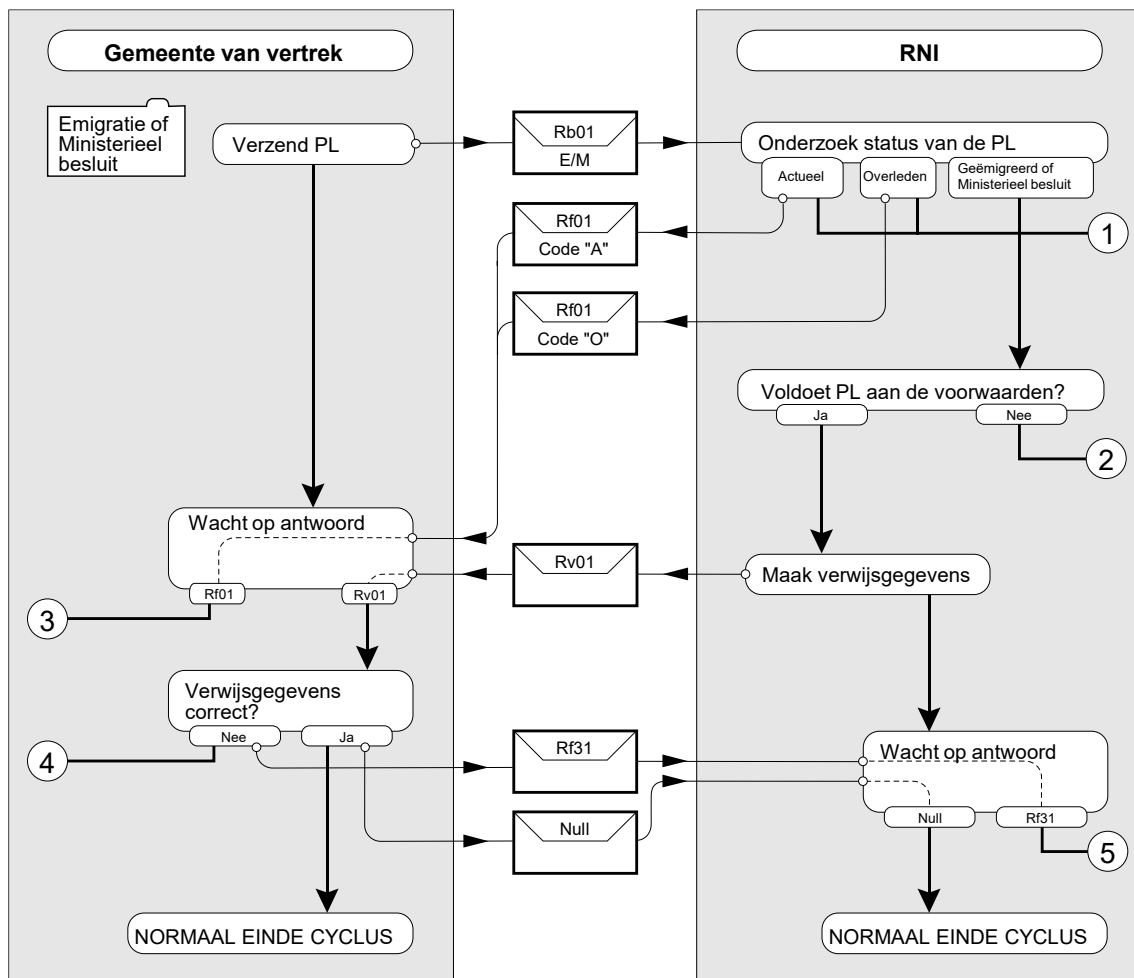 Gemeente van vertrek
RNI
Emigratie of
Ministerieel
besluit
Verzend PL
Rb01
E/M
Onderzoek status van de PL
Actueel
Overleden
Geëmigreerd of
Ministerieel besluit
Rf01
Code "A"
1
Rf01
Code "O"
Voldoet PL aan de voorwaarden?
Ja
Nee
2
Wacht op antwoord
Rf01
Rv01
3
Rv01
Maak verwijsgegevens
Verwijsgegevens
correct?
Nee
Ja
4
Rf31
Null
Wacht op antwoord
Null
Rf31
5
NORMAAL EINDE CYCLUS
NORMAAL EINDE CYCLUS